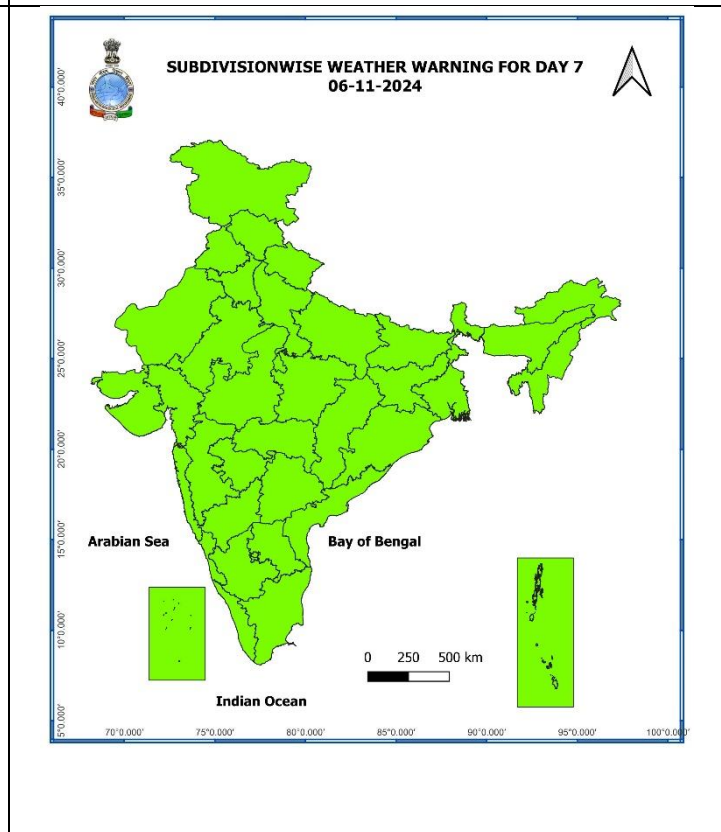 SUBDIVISIONWISE WEATHER WARNING FOR DAY 7
06-11-2024
40°0.000'
35°0.000'
30°0.000'
25°0.000'
20°0.000'
15°0.000'
10°0.000'
5°0.000'
Arabian Sea
Bay of Bengal
0 250 500 km
Indian Ocean
70°0.000' 75°0.000' 80°0.000' 85°0.000' 90°0.000' 95°0.000' 100°0.000'